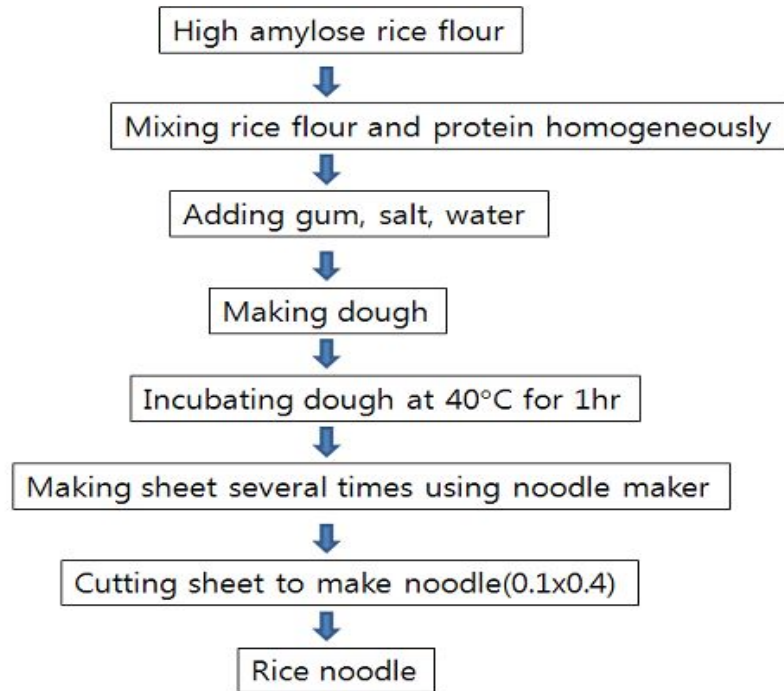 High amylose rice flour
Mixing rice flour and protein homogeneously
Adding gum, salt, water
Making dough
Incubating dough at 40°C for 1hr
Making sheet several times using noodle maker
Cutting sheet to make noodle(0.1x0.4)
Rice noodle